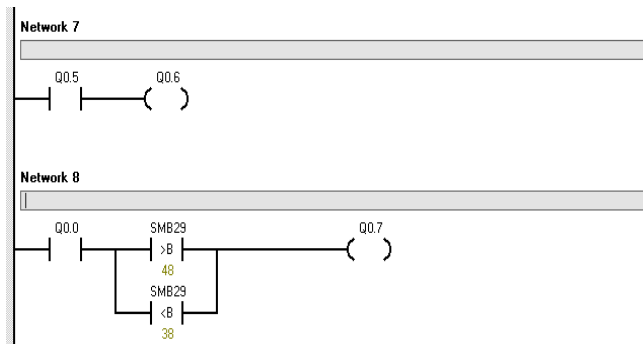 Network 7
Q0.5 Q0.6
Network 8
Q0.0 SMB29 Q0.7
>B
48
SMB29
<B
38